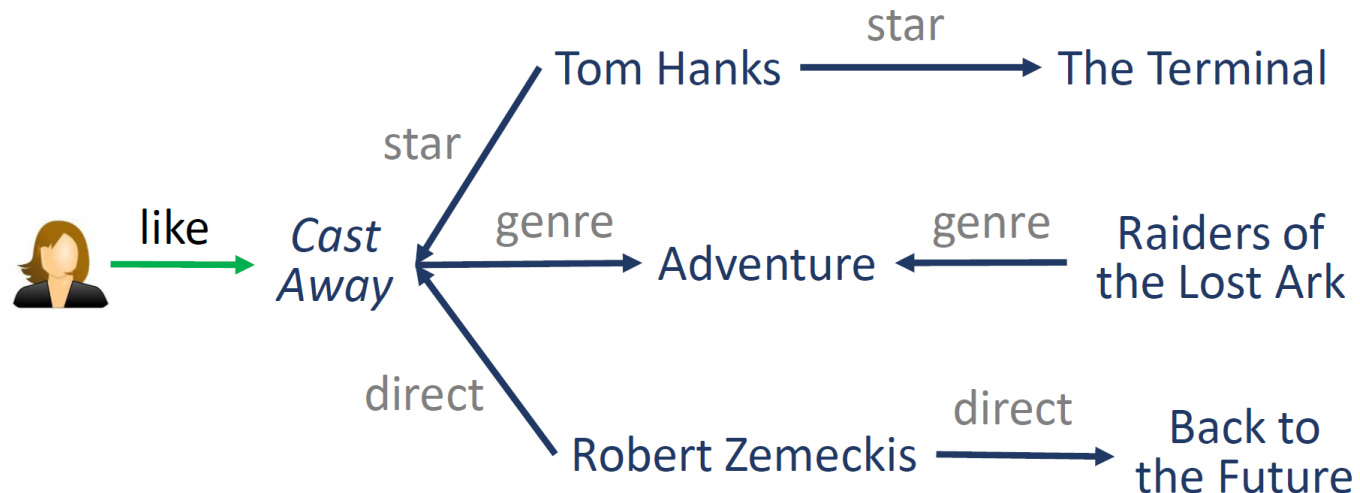 star
Tom Hanks
The Terminal
star
like
Cast
Away
genre
Adventure
genre
Raiders of
the Lost Ark
direct
Robert Zemeckis
direct
Back to
the Future